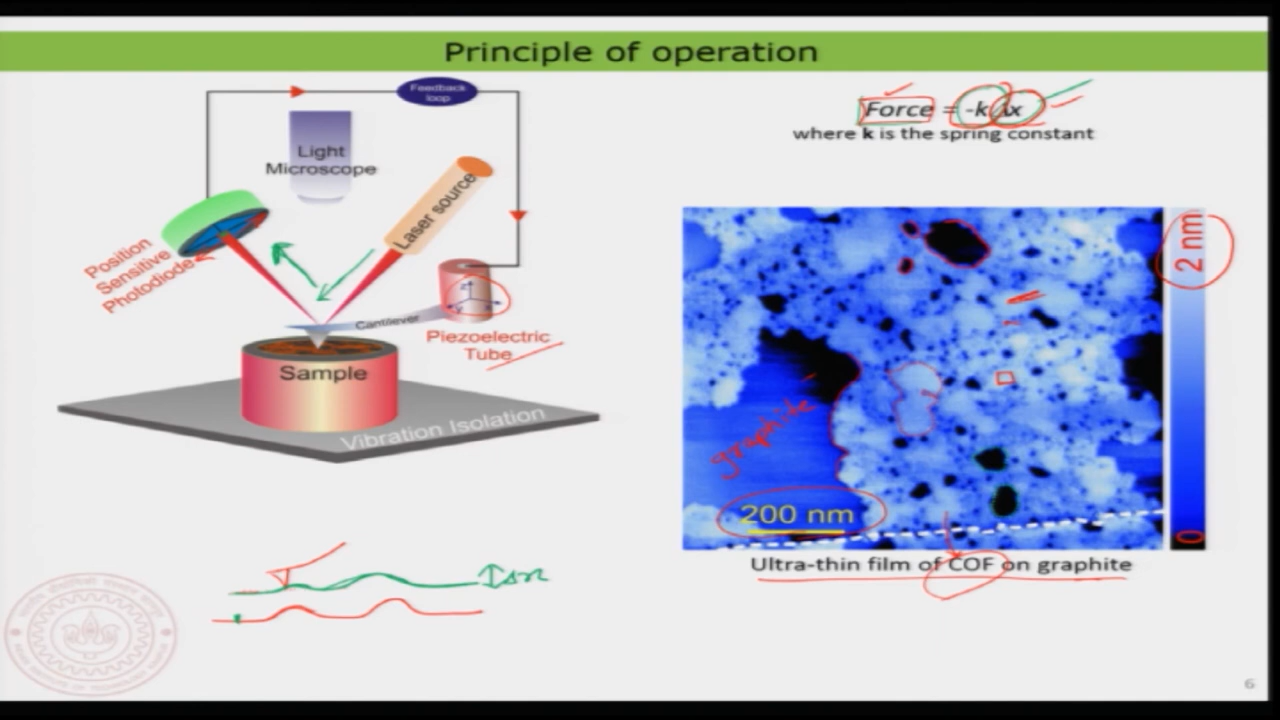 Principle of operation
Feedback
loop
Light
Microscope
Laser source
Position
Sensitive
Photodiode
Cantilever
Piezoelectric
Tube
Sample
Vibration Isolation
Force = -k Δx
where k is the spring constant
2 nm
0
graphite
200 nm
Ultra-thin film of COF on graphite
Δx
6